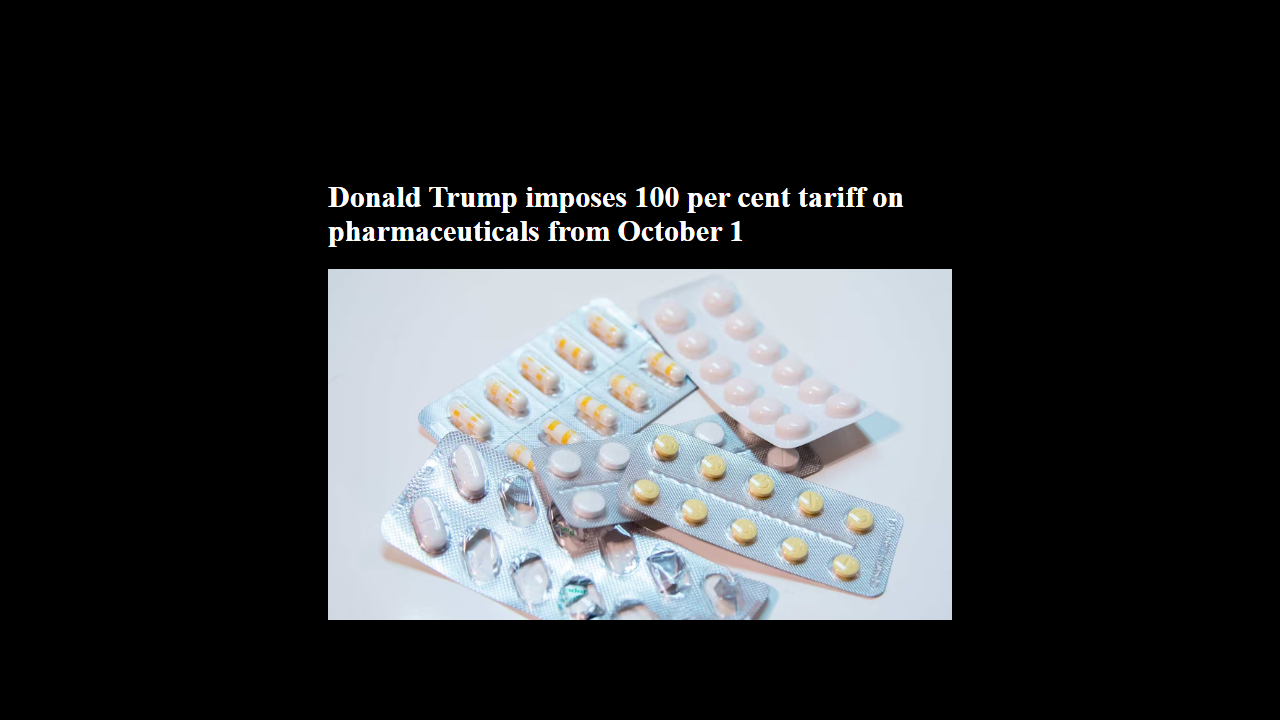 Donald Trump imposes 100 per cent tariff on
pharmaceuticals from October 1